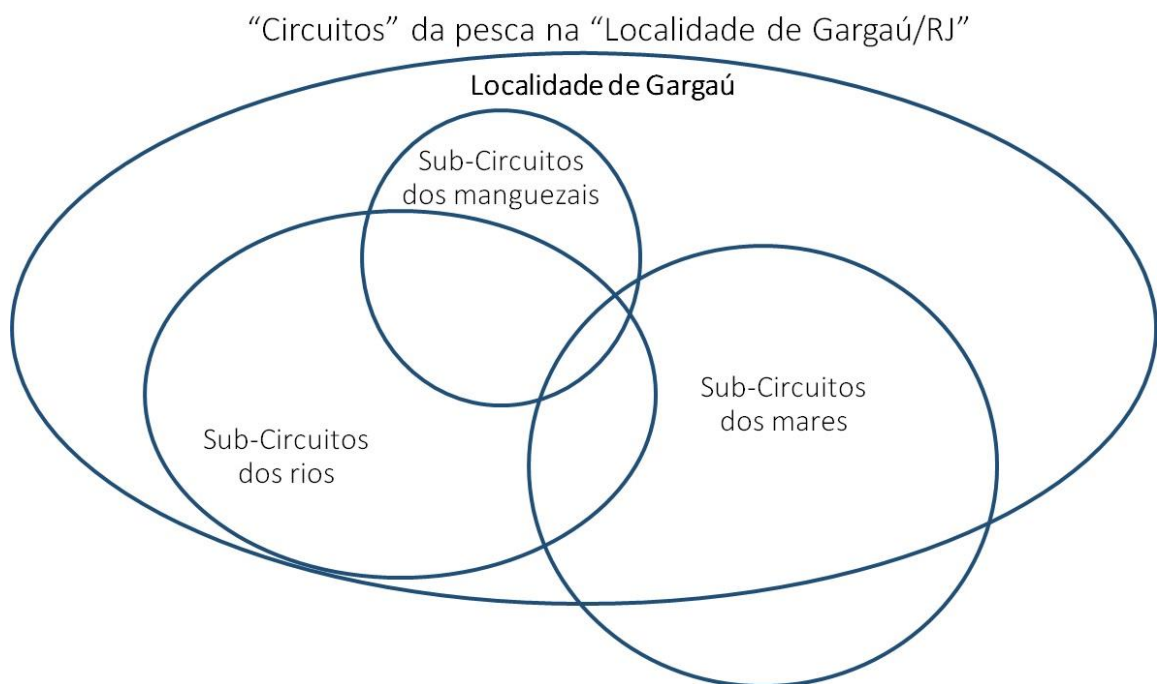 “Circuitos” da pesca na “Localidade de Gargaú/RJ”
Localidade de Gargaú
Sub-Circuitos
dos manguezais
Sub-Circuitos
dos mares
Sub-Circuitos
dos rios